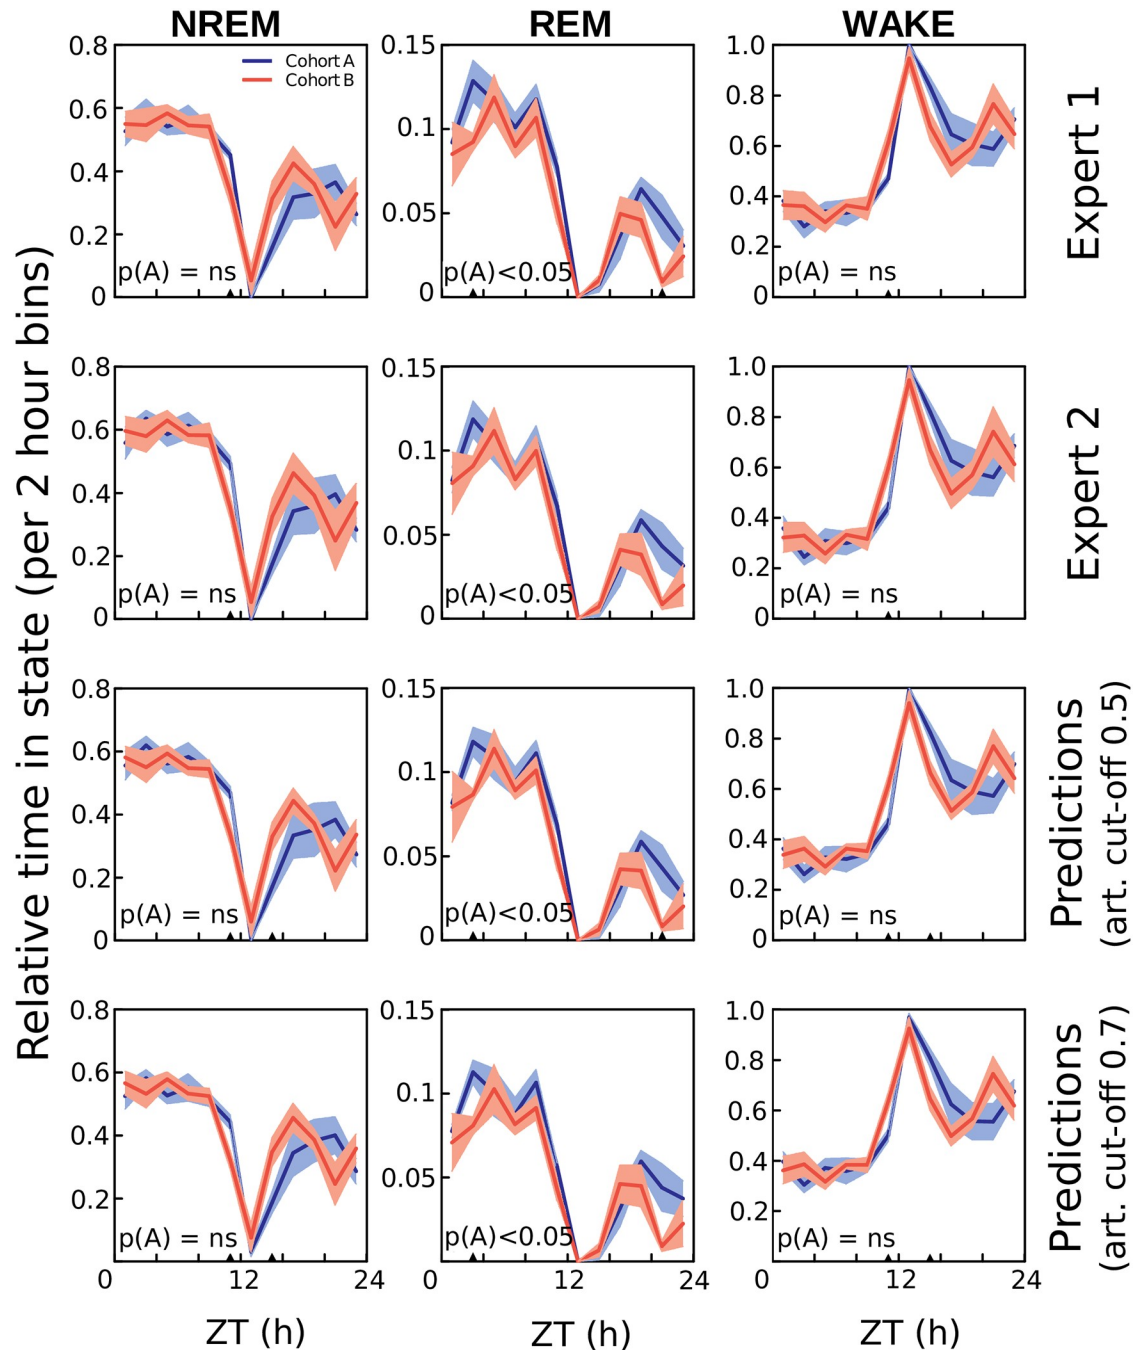 NREM REM WAKE
Relative time in state (per 2 hour bins)
0.8 0.15 1.0
Cohort A
Cohort B
0.8
0.6 0.1
0.6
0.4
0.05 0.4
0.2 0.2
p(A) = ns p(A)<0.05 p(A) = ns
0 0 0
Expert 1
0.8 0.15 1.0
0.8
0.6 0.1
0.6
0.4
0.05 0.4
0.2 0.2
p(A) = ns p(A)<0.05 p(A) = ns
0 0 0
Expert 2
0.8 0.15 1.0
0.8
0.6 0.1
0.6
0.4
0.05 0.4
0.2 0.2
p(A) = ns p(A)<0.05 p(A) = ns
0 0 0
Predictions
(art. cut-off 0.5)
0.8 0.15 1.0
0.8
0.6 0.1
0.6
0.4
0.05 0.4
0.2 0.2
p(A) = ns p(A)<0.05 p(A) = ns
Predictions
(art. cut-off 0.7)
0 12 24 0 12 24 0 12 24
ZT (h) ZT (h) ZT (h)